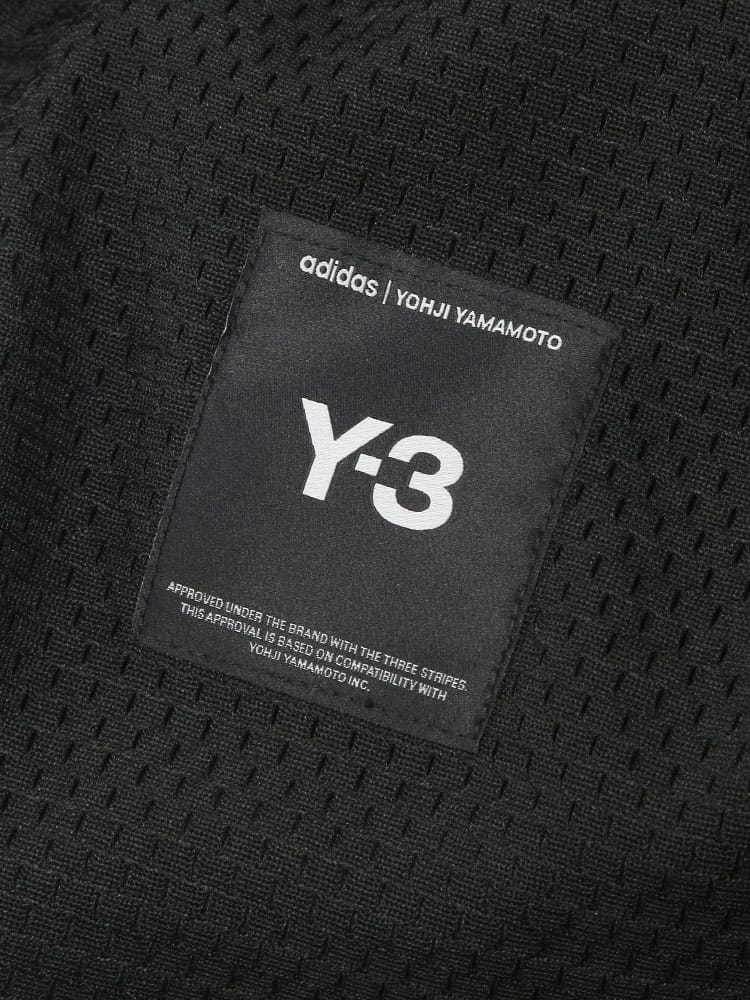 adidas | YOHJI YAMAMOTO
Y-3
APPROVED UNDER THE BRAND WITH THE THREE STRIPES.
THIS APPROVAL IS BASED ON COMPATIBILITY WITH
YOHJI YAMAMOTO INC.